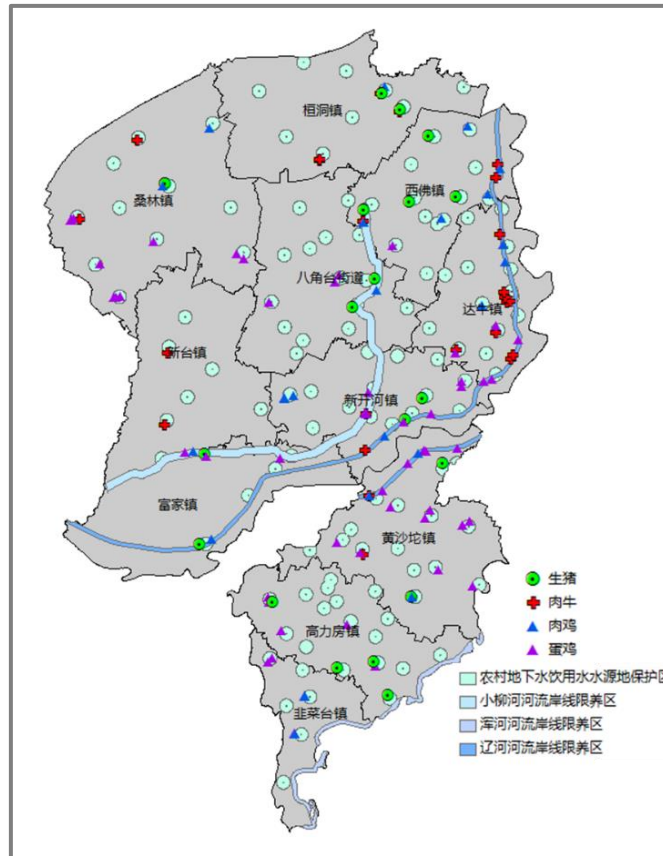 桓洞镇
桑林镇
西佛镇
八角台街道
达牛镇
新台镇
新开河镇
富家镇
黄沙坨镇
高力房镇
韭菜台镇
生猪
肉牛
肉鸡
蛋鸡
农村地下水饮用水水源地保护区
小柳河河流岸线限养区
浑河河流岸线限养区
辽河河流岸线限养区